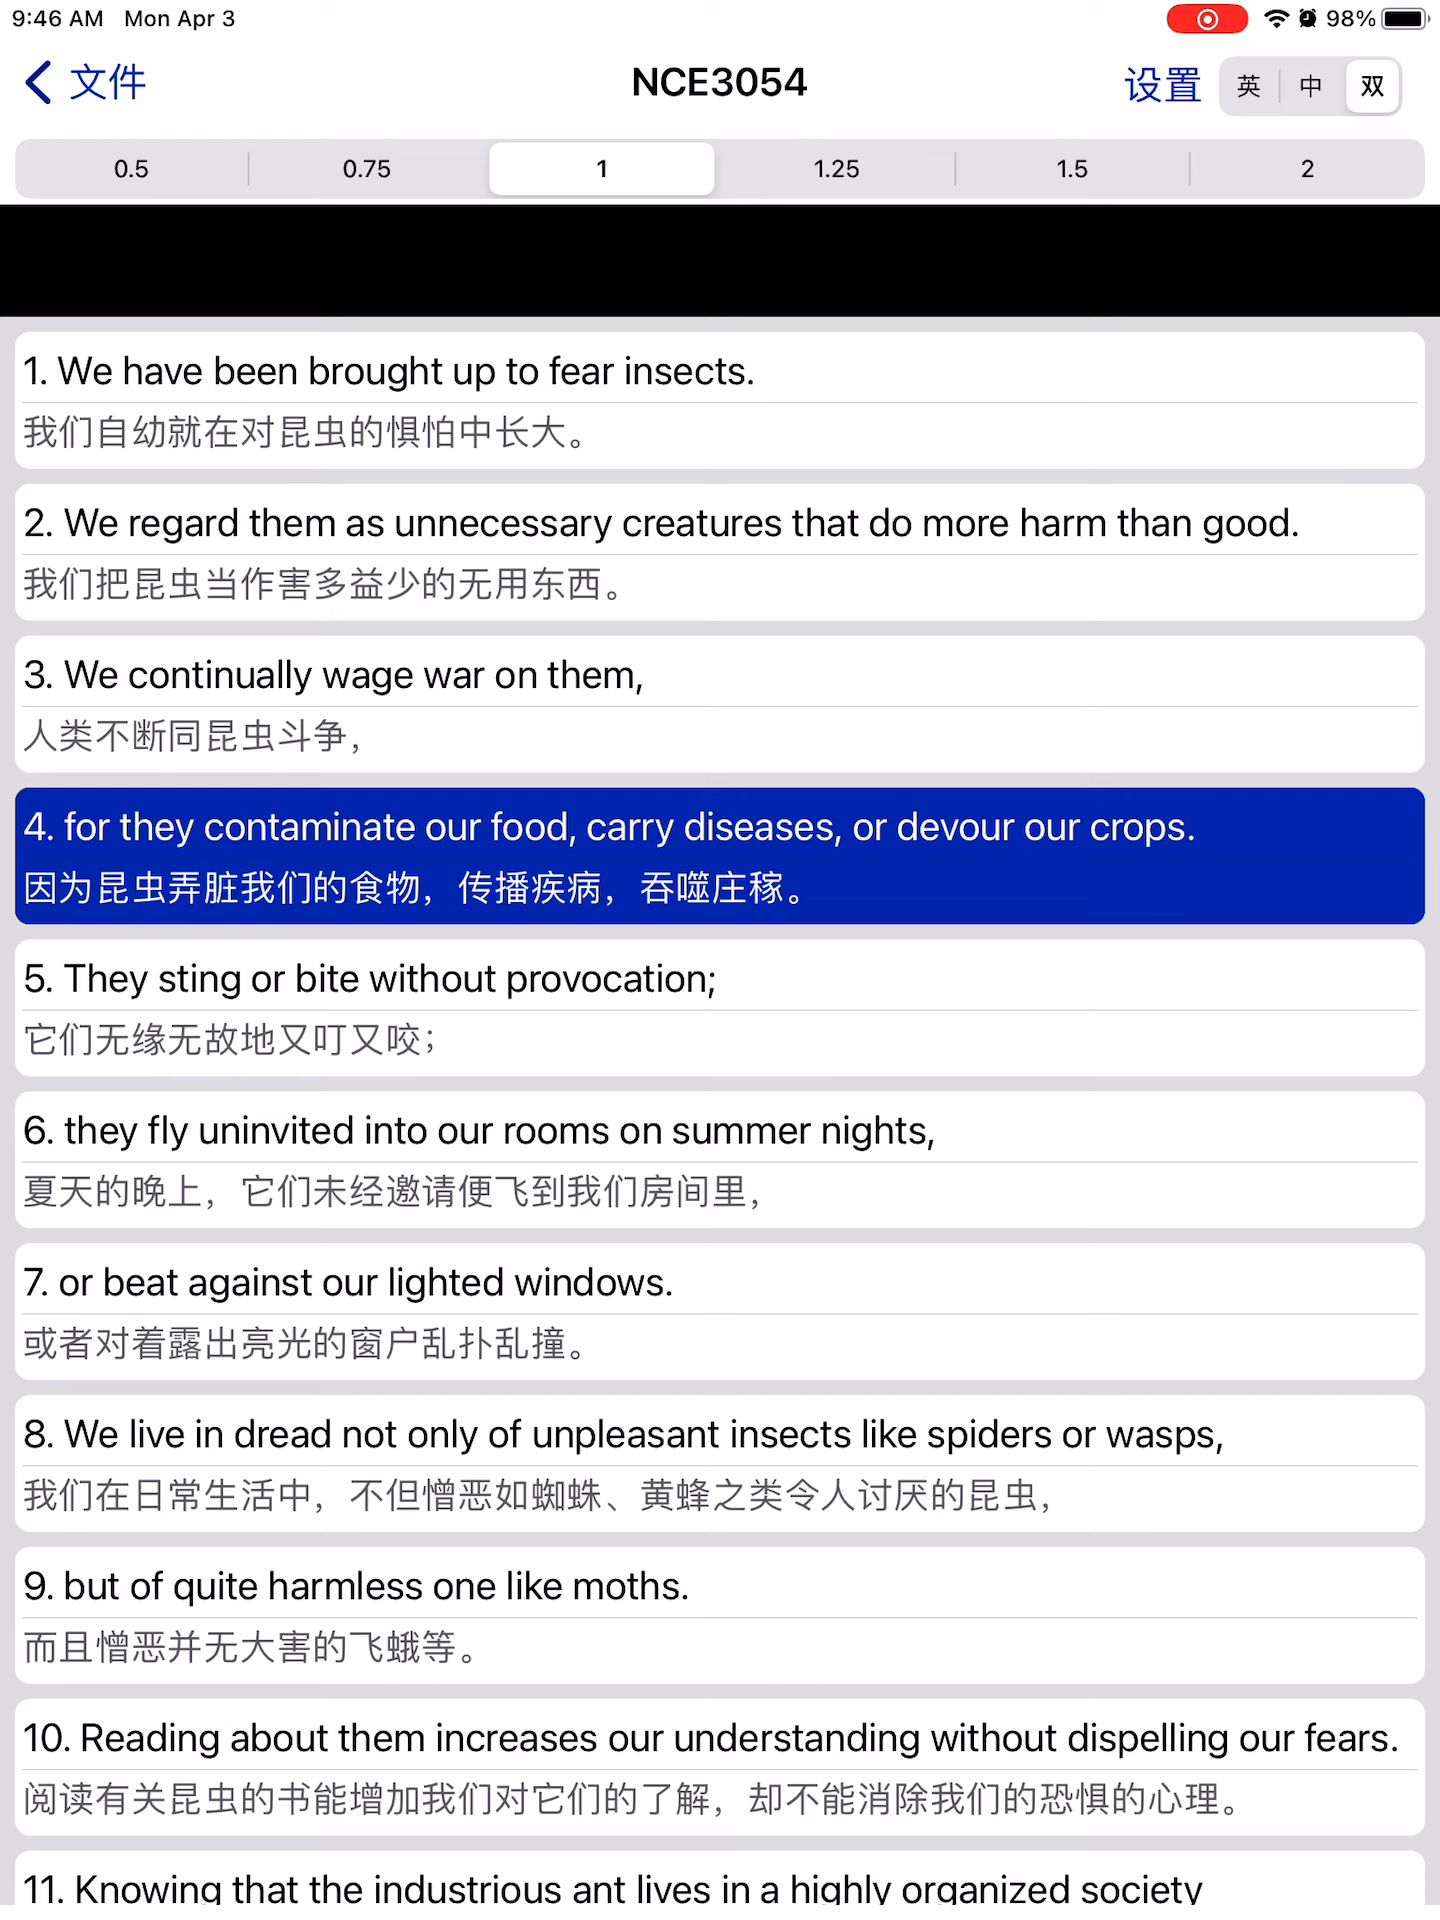 9:46 AM Mon Apr 3 98%
文件 NCE3054 设置 英 中 双
0.5 0.75 1 1.25 1.5 2
1. We have been brought up to fear insects.
我们自幼就在对昆虫的惧怕中长大。
2. We regard them as unnecessary creatures that do more harm than good.
我们把昆虫当作害多益少的无用东西。
3. We continually wage war on them,
人类不断同昆虫斗争，
4. for they contaminate our food, carry diseases, or devour our crops.
因为昆虫弄脏我们的食物，传播疾病，吞噬庄稼。
5. They sting or bite without provocation;
它们无缘无故地又叮又咬；
6. they fly uninvited into our rooms on summer nights,
夏天的晚上，它们未经邀请便飞到我们房间里，
7. or beat against our lighted windows.
或者对着露出亮光的窗户乱扑乱撞。
8. We live in dread not only of unpleasant insects like spiders or wasps,
我们在日常生活中，不但憎恶如蜘蛛、黄蜂之类令人讨厌的昆虫，
9. but of quite harmless one like moths.
而且憎恶并无大害的飞蛾等。
10. Reading about them increases our understanding without dispelling our fears.
阅读有关昆虫的书能增加我们对它们的了解，却不能消除我们的恐惧的心理。
11. Knowing that the industrious ant lives in a highly organized society